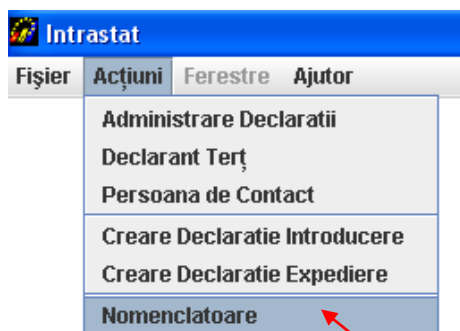 Intrastat
Fişier Acţiuni Ferestre Ajutor
Administrare Declaratii
Declarant Terţ
Persoana de Contact
Creare Declaratie Introducere
Creare Declaratie Expediere
Nomenclatoare